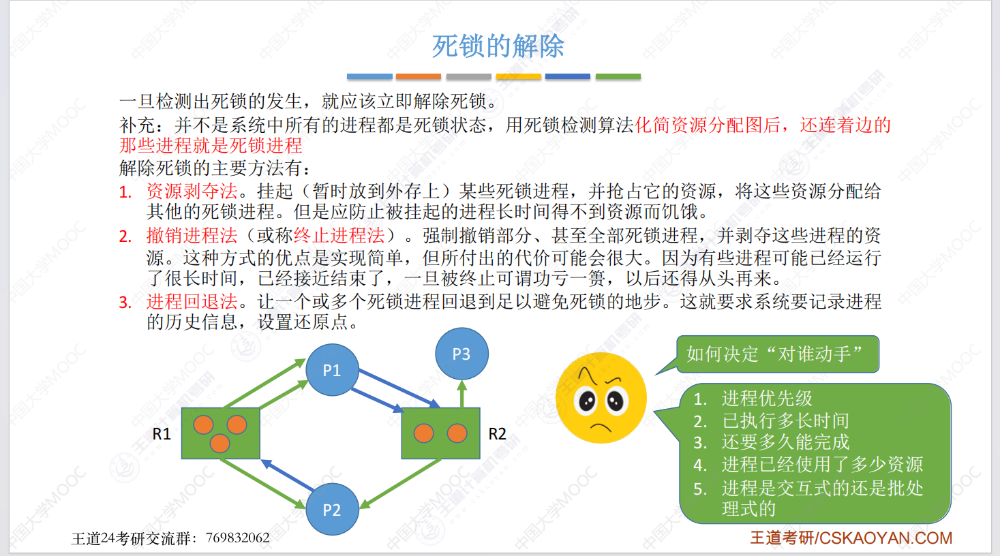 死锁的解除
一旦检测出死锁的发生，就应该立即解除死锁。
补充：并不是系统中所有的进程都是死锁状态，用死锁检测算法化简资源分配图后，还连着边的
那些进程就是死锁进程
解除死锁的主要方法有：
1. 资源剥夺法。挂起（暂时放到外存上）某些死锁进程，并抢占它的资源，将这些资源分配给
其他的死锁进程。但是应防止被挂起的进程长时间得不到资源而饥饿。
2. 撤销进程法（或称终止进程法）。强制撤销部分、甚至全部死锁进程，并剥夺这些进程的资
源。这种方式的优点是实现简单，但所付出的代价可能会很大。因为有些进程可能已经运行
了很长时间，已经接近结束了，一旦被终止可谓功亏一篑，以后还得从头再来。
3. 进程回退法。让一个或多个死锁进程回退到足以避免死锁的地步。这就要求系统要记录进程
的历史信息，设置还原点。
P1
P3
R1
R2
P2
如何决定“对谁动手”
1. 进程优先级
2. 已执行多长时间
3. 还要多久能完成
4. 进程已经使用了多少资源
5. 进程是交互式的还是批处
理式的
王道24考研交流群：769832062
王道考研/CSKAOYAN.COM
中国大学MOOC
王道计算机考研